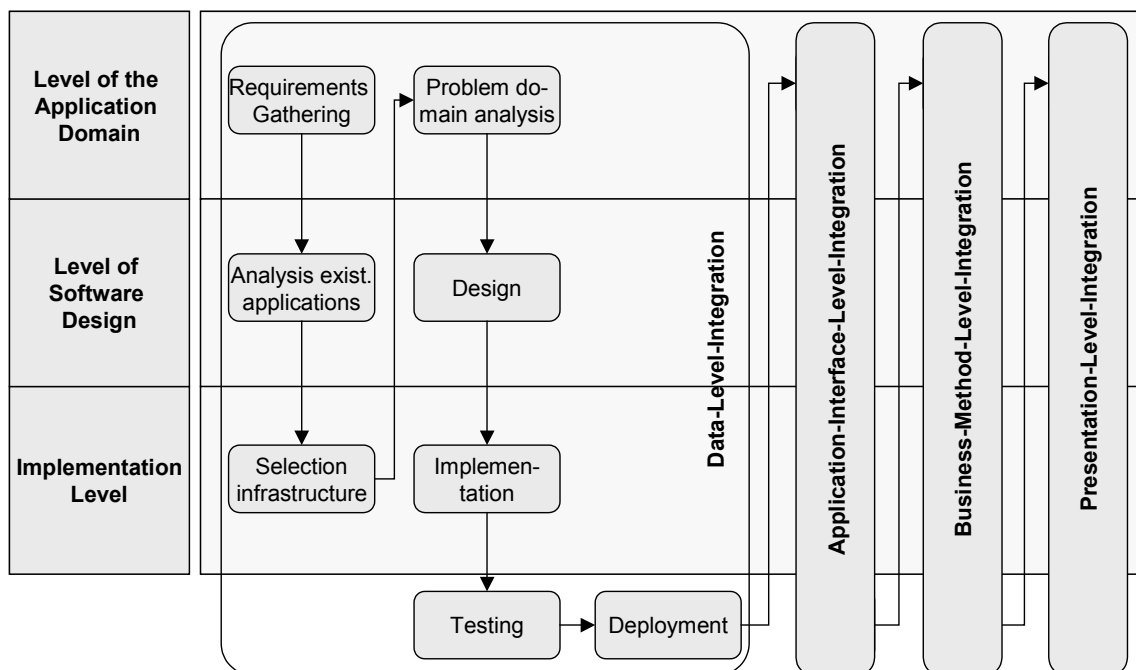 Level of the
Application
Domain
Requirements
Gathering
Problem do-
main analysis
Level of
Software
Design
Analysis exist.
applications
Design
Implementation
Level
Selection
infrastructure
Implemen-
tation
Testing
Deployment
Data-Level-Integration
Application-Interface-Level-Integration
Business-Method-Level-Integration
Presentation-Level-Integration